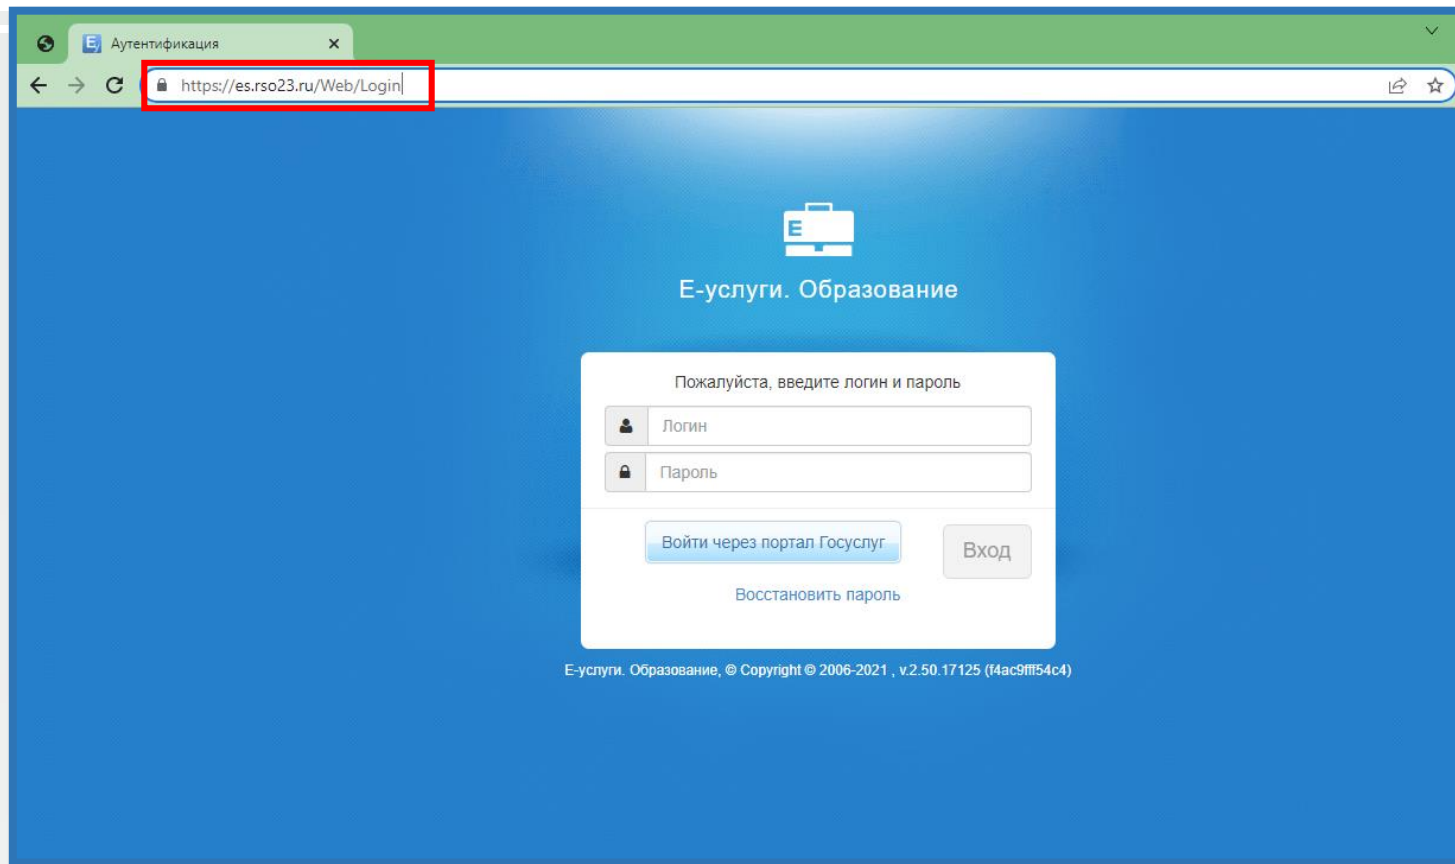 Аутентификация
https://es.rso23.ru/Web/Login
E
Е-услуги. Образование
Пожалуйста, введите логин и пароль
Логин
Пароль
Войти через портал Госуслуг
Вход
Восстановить пароль
Е-услуги. Образование, © Copyright © 2006-2021 , v.2.50.17125 (f4ac9fff54c4)